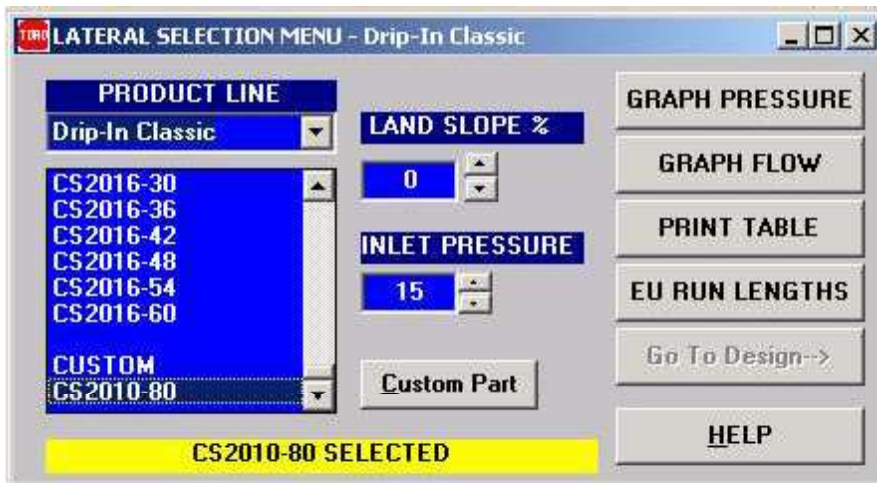 TORO LATERAL SELECTION MENU - Drip-In Classic
PRODUCT LINE
Drip-In Classic
CS2016-30
CS2016-36
CS2016-42
CS2016-48
CS2016-54
CS2016-60
CUSTOM
CS2010-80
LAND SLOPE %
0
INLET PRESSURE
15
Custom Part
GRAPH PRESSURE
GRAPH FLOW
PRINT TABLE
EU RUN LENGTHS
Go To Design-->
HELP
CS2010-80 SELECTED